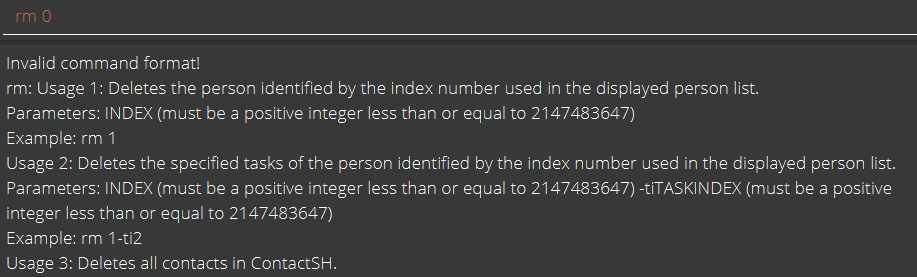 rm 0
Invalid command format!
rm: Usage 1: Deletes the person identified by the index number used in the displayed person list.
Parameters: INDEX (must be a positive integer less than or equal to 2147483647)
Example: rm 1
Usage 2: Deletes the specified tasks of the person identified by the index number used in the displayed person list.
Parameters: INDEX (must be a positive integer less than or equal to 2147483647) -tiTASKINDEX (must be a positive
integer less than or equal to 2147483647)
Example: rm 1-ti2
Usage 3: Deletes all contacts in ContactSH.